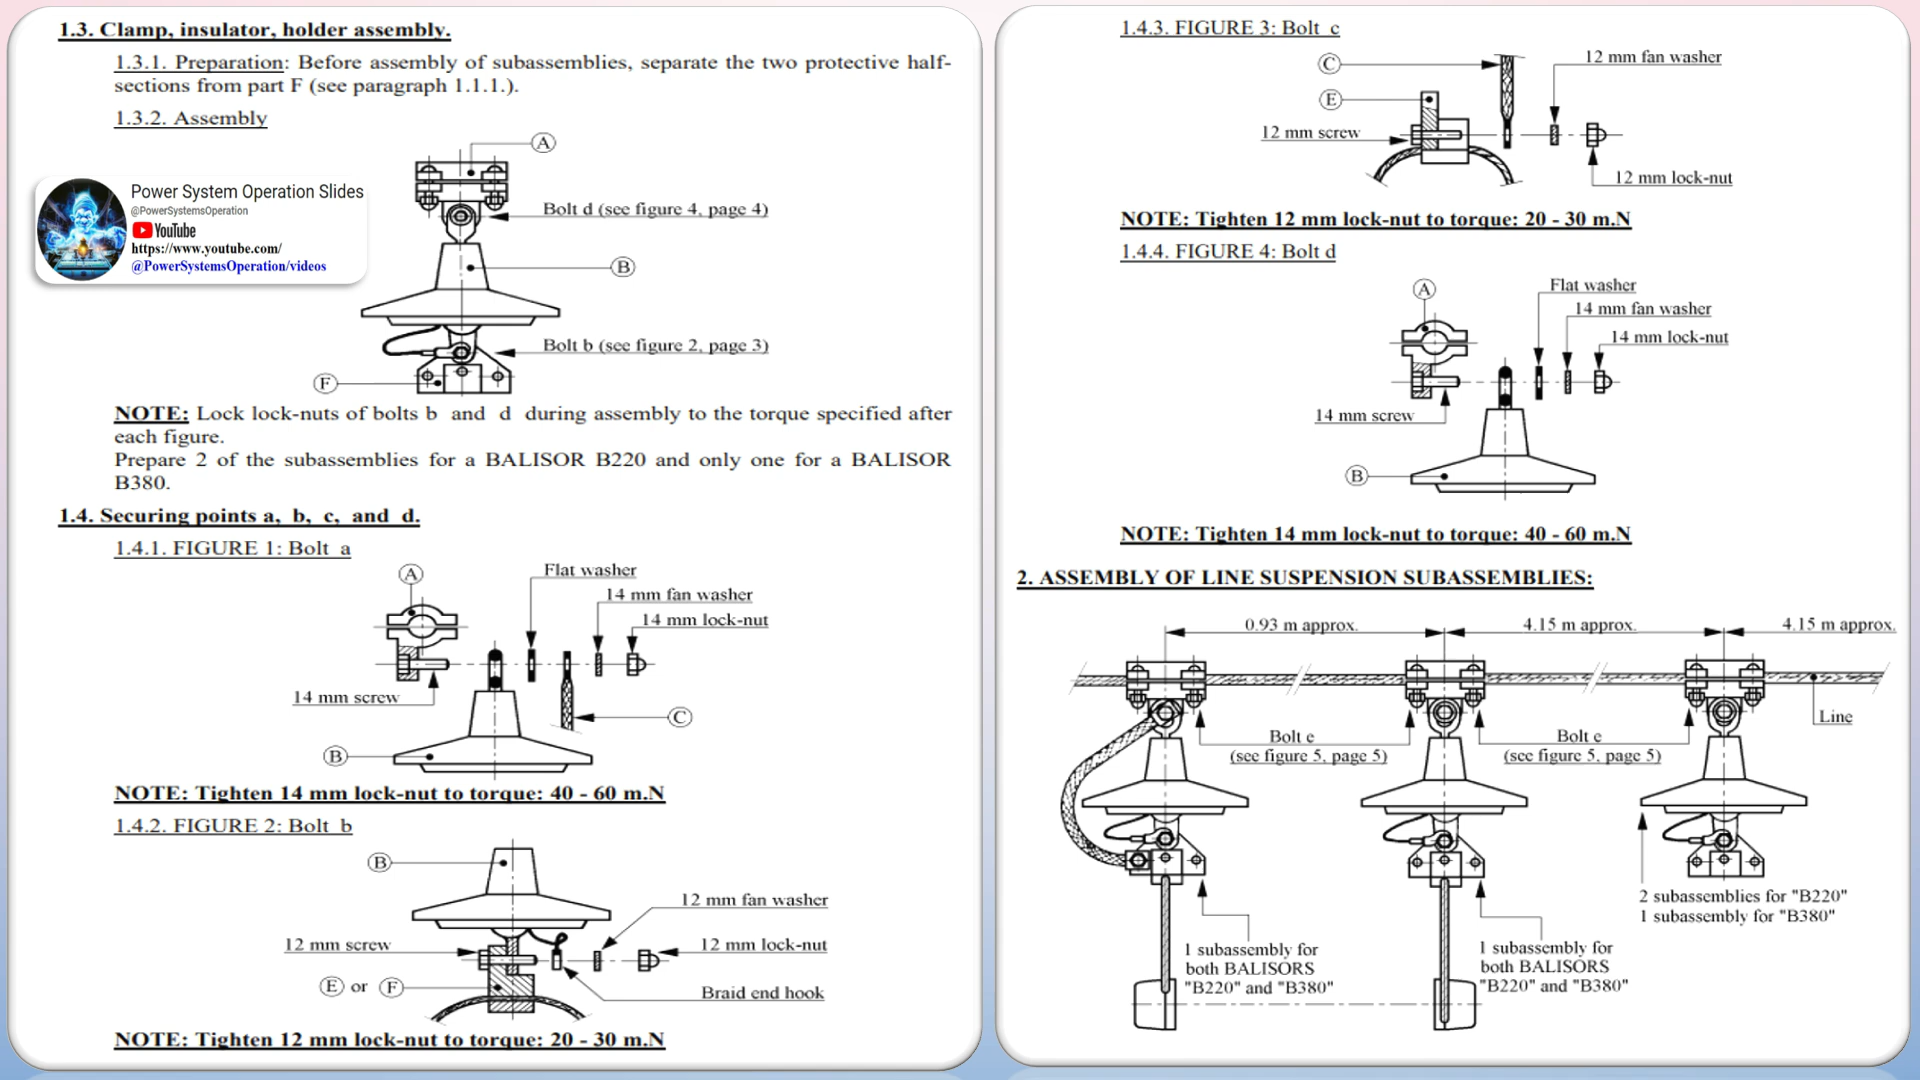 1.3. Clamp, insulator, holder assembly.
1.3.1. Preparation: Before assembly of subassemblies, separate the two protective half-
sections from part F (see paragraph 1.1.1.).
1.3.2. Assembly
A
Power System Operation Slides
@PowerSystemsOperation
YouTube
https://www.youtube.com/
@PowerSystemsOperation/videos
Bolt d (see figure 4, page 4)
B
Bolt b (see figure 2, page 3)
F
NOTE: Lock lock-nuts of bolts b and d during assembly to the torque specified after
each figure.
Prepare 2 of the subassemblies for a BALISOR B220 and only one for a BALISOR
B380.
1.4. Securing points a, b, c, and d.
1.4.1. FIGURE 1: Bolt a
A
Flat washer
14 mm fan washer
14 mm lock-nut
14 mm screw
C
B
NOTE: Tighten 14 mm lock-nut to torque: 40 - 60 m.N
1.4.2. FIGURE 2: Bolt b
B
12 mm fan washer
12 mm screw
12 mm lock-nut
E or F
Braid end hook
NOTE: Tighten 12 mm lock-nut to torque: 20 - 30 m.N
1.4.3. FIGURE 3: Bolt c
C
12 mm fan washer
E
12 mm screw
12 mm lock-nut
NOTE: Tighten 12 mm lock-nut to torque: 20 - 30 m.N
1.4.4. FIGURE 4: Bolt d
A
Flat washer
14 mm fan washer
14 mm lock-nut
14 mm screw
B
NOTE: Tighten 14 mm lock-nut to torque: 40 - 60 m.N
2. ASSEMBLY OF LINE SUSPENSION SUBASSEMBLIES:
0.93 m approx.
4.15 m approx.
4.15 m approx.
Line
Bolt e
(see figure 5, page 5)
Bolt e
(see figure 5, page 5)
2 subassemblies for "B220"
1 subassembly for "B380"
1 subassembly for
both BALISORS
"B220" and "B380"
1 subassembly for
both BALISORS
"B220" and "B380"